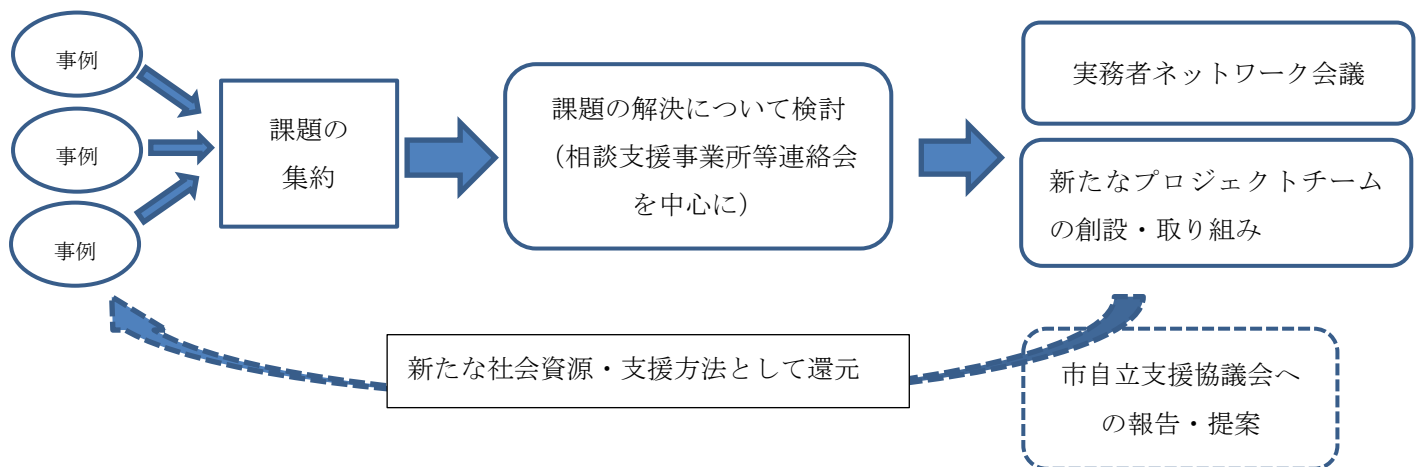 事例
事例
事例
課題の
集約
課題の解決について検討
（相談支援事業所等連絡会
を中心に）
実務者ネットワーク会議
新たなプロジェクトチーム
の創設・取り組み
新たな社会資源・支援方法として還元
市自立支援協議会へ
の報告・提案